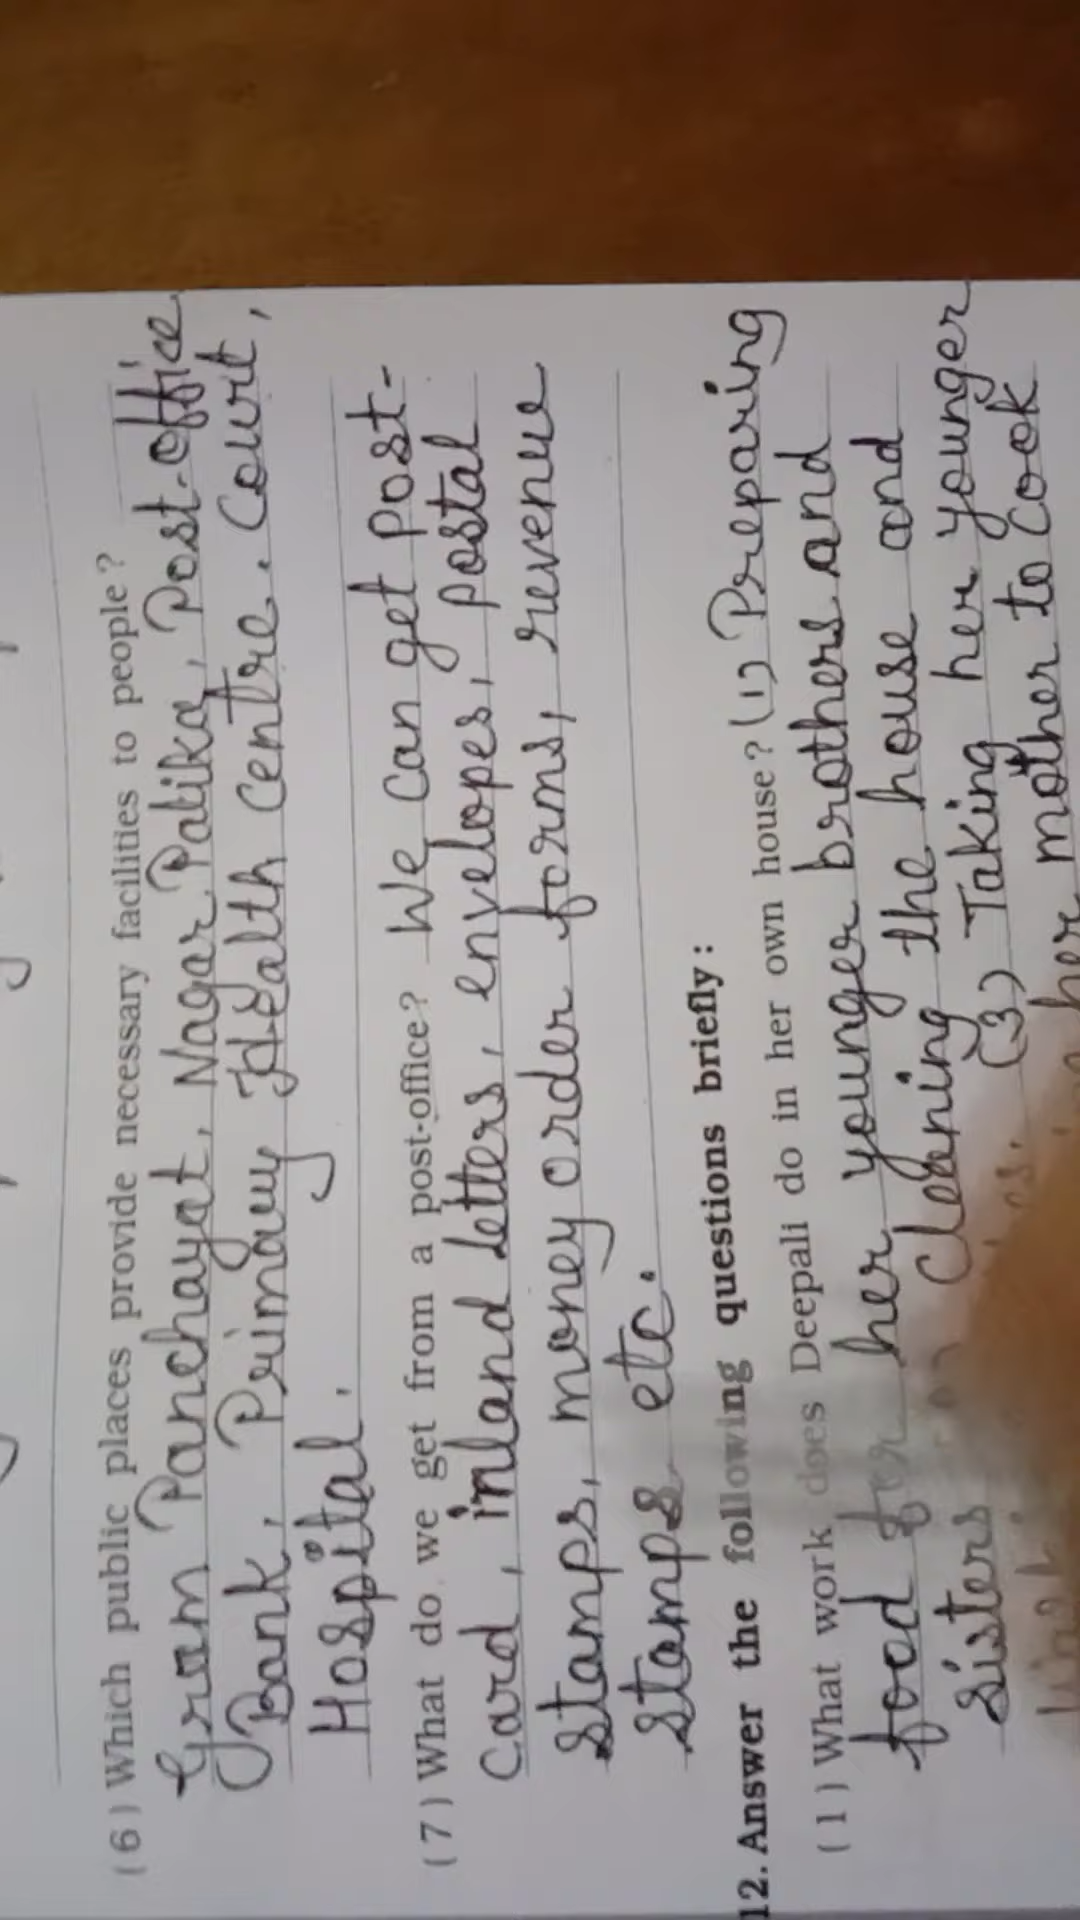 (6) Which public places provide necessary facilities to people?
Gram Panchayat, Nagar Palika, Post-office
Bank, Primary Health Centre. Court,
Hospital.
(7) What do we get from a post-office? We can get post-
card, inland letters, envelopes, postal
stamps, money order forms, revenue
stamps etc.
12. Answer the following questions briefly :
(1) What work does Deepali do in her own house? (1) Preparing
food for her younger brothers and
sisters Cleaning the house and
(3) Taking her younger
her mother to cook